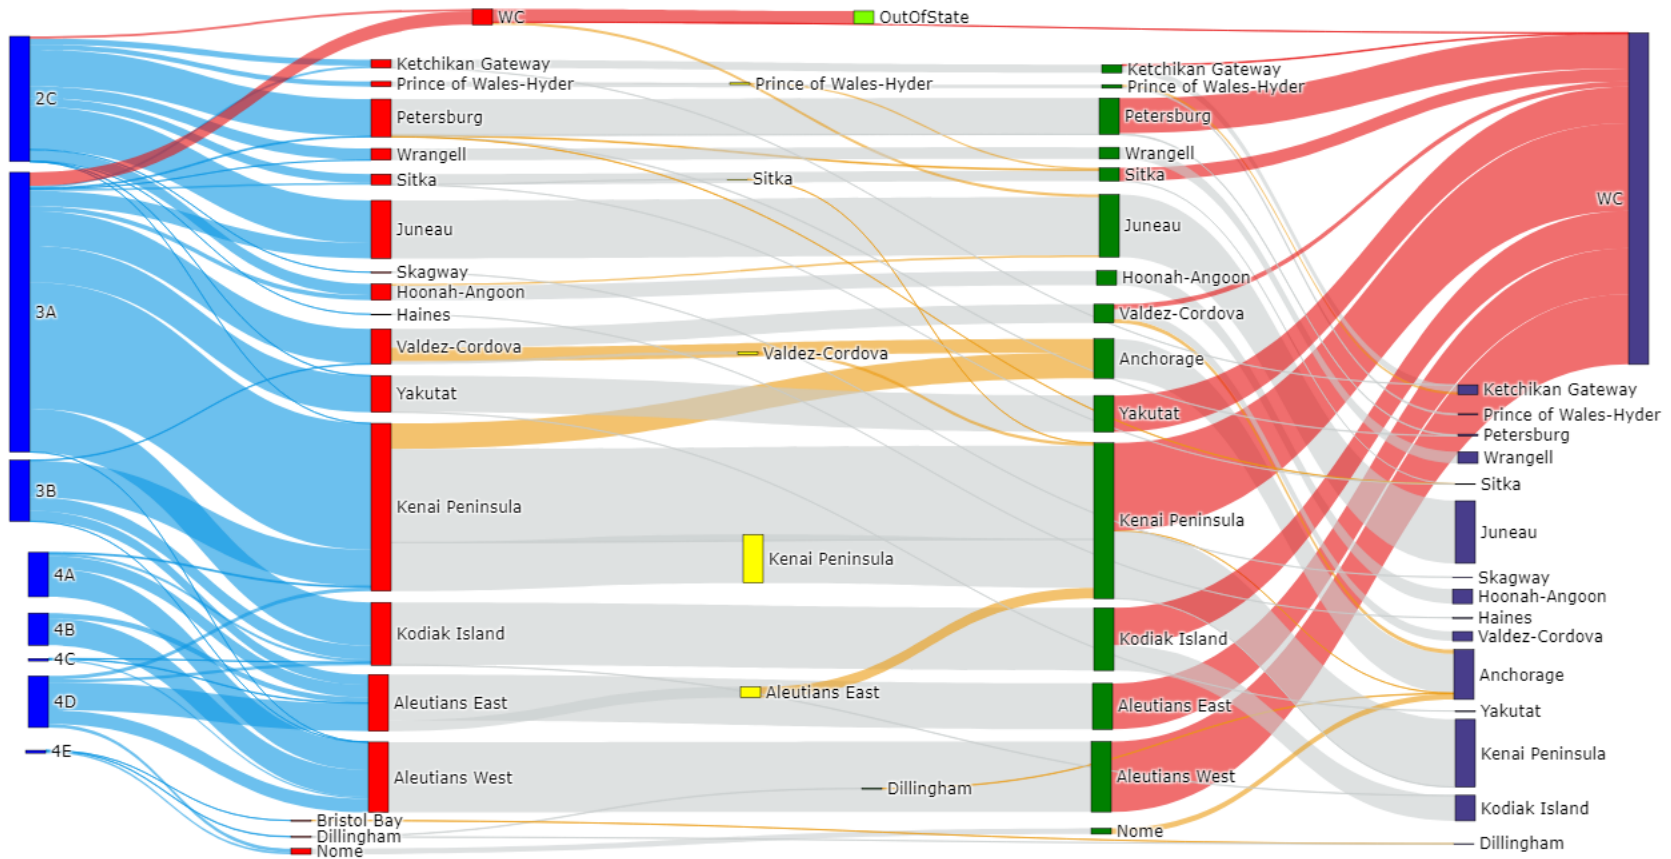 2C
3A
3B
4A
4B
4C
4D
4E
WC
Ketchikan Gateway
Prince of Wales-Hyder
Petersburg
Wrangell
Sitka
Juneau
Skagway
Hoonah-Angoon
Haines
Valdez-Cordova
Yakutat
Kenai Peninsula
Kodiak Island
Aleutians East
Aleutians West
Bristol Bay
Dillingham
Nome
Prince of Wales-Hyder
Sitka
Valdez-Cordova
Kenai Peninsula
Aleutians East
OutOfState
Dillingham
Ketchikan Gateway
Prince of Wales-Hyder
Petersburg
Wrangell
Sitka
Juneau
Hoonah-Angoon
Valdez-Cordova
Anchorage
Yakutat
Kenai Peninsula
Kodiak Island
Aleutians East
Aleutians West
Nome
WC
Ketchikan Gateway
Prince of Wales-Hyder
Petersburg
Wrangell
Sitka
Juneau
Skagway
Hoonah-Angoon
Haines
Valdez-Cordova
Anchorage
Yakutat
Kenai Peninsula
Kodiak Island
Dillingham